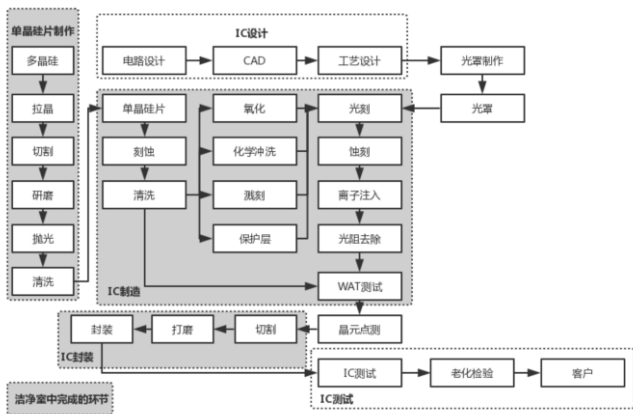 单晶硅片制作
多晶硅
拉晶
切割
研磨
抛光
清洗
IC设计
电路设计
CAD
工艺设计
光罩制作
光罩
单晶硅片
刻蚀
清洗
氧化
化学冲洗
溅刻
保护层
光刻
蚀刻
离子注入
光阻去除
WAT测试
IC制造
晶元点测
切割
打磨
封装
IC封装
IC测试
老化检验
客户
IC测试
洁净室中完成的环节